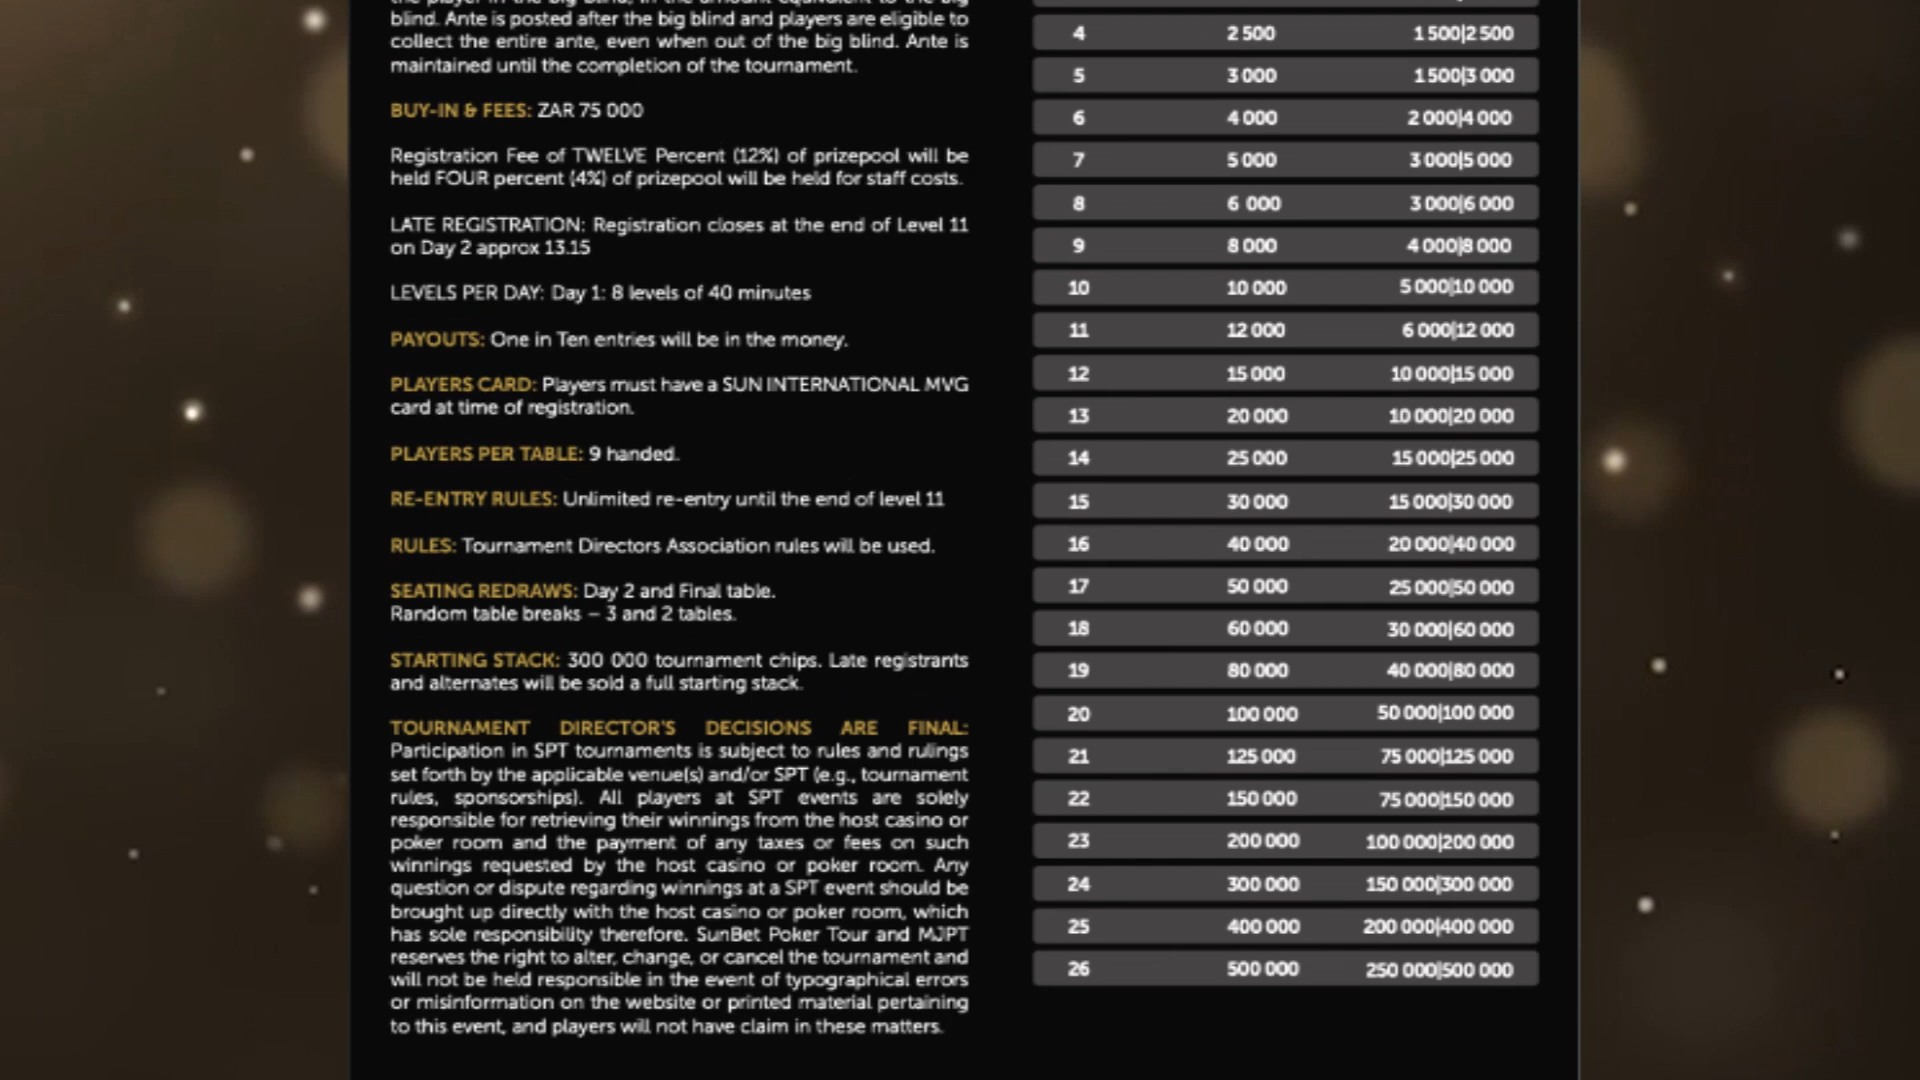 blind. Ante is posted after the big blind and players are eligible to
collect the entire ante, even when out of the big blind. Ante is
maintained until the completion of the tournament.
BUY-IN & FEES: ZAR 75 000
Registration Fee of TWELVE Percent (12%) of prizepool will be
held FOUR percent (4%) of prizepool will be held for staff costs.
LATE REGISTRATION: Registration closes at the end of Level 11
on Day 2 approx 13.15
LEVELS PER DAY: Day 1: 8 levels of 40 minutes
PAYOUTS: One in Ten entries will be in the money.
PLAYERS CARD: Players must have a SUN INTERNATIONAL MVG
card at time of registration.
PLAYERS PER TABLE: 9 handed.
RE-ENTRY RULES: Unlimited re-entry until the end of level 11
RULES: Tournament Directors Association rules will be used.
SEATING REDRAWS: Day 2 and Final table.
Random table breaks – 3 and 2 tables.
STARTING STACK: 300 000 tournament chips. Late registrants
and alternates will be sold a full starting stack.
TOURNAMENT DIRECTOR'S DECISIONS ARE FINAL:
Participation in SPT tournaments is subject to rules and rulings
set forth by the applicable venue(s) and/or SPT (e.g., tournament
rules, sponsorships). All players at SPT events are solely
responsible for retrieving their winnings from the host casino or
poker room and the payment of any taxes or fees on such
winnings requested by the host casino or poker room. Any
question or dispute regarding winnings at a SPT event should be
brought up directly with the host casino or poker room, which
has sole responsibility therefore. SunBet Poker Tour and MJPT
reserves the right to alter, change, or cancel the tournament and
will not be held responsible in the event of typographical errors
or misinformation on the website or printed material pertaining
to this event, and players will not have claim in these matters.
4 2 500 1 500|2 500
5 3 000 1 500|3 000
6 4 000 2 000|4 000
7 5 000 3 000|5 000
8 6 000 3 000|6 000
9 8 000 4 000|8 000
10 10 000 5 000|10 000
11 12 000 6 000|12 000
12 15 000 10 000|15 000
13 20 000 10 000|20 000
14 25 000 15 000|25 000
15 30 000 15 000|30 000
16 40 000 20 000|40 000
17 50 000 25 000|50 000
18 60 000 30 000|60 000
19 80 000 40 000|80 000
20 100 000 50 000|100 000
21 125 000 75 000|125 000
22 150 000 75 000|150 000
23 200 000 100 000|200 000
24 300 000 150 000|300 000
25 400 000 200 000|400 000
26 500 000 250 000|500 000